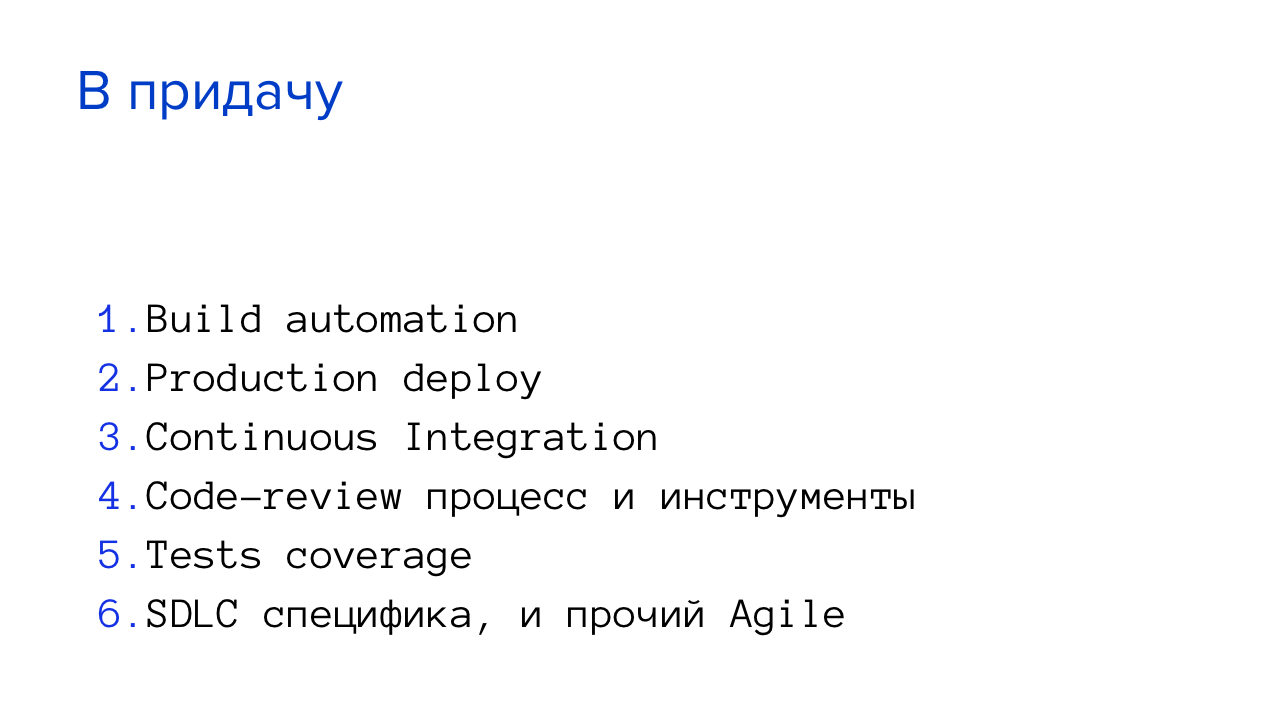 В придачу
1.Build automation
2.Production deploy
3.Continuous Integration
4.Code-review процесс и инструменты
5.Tests coverage
6.SDLC специфика, и прочий Agile